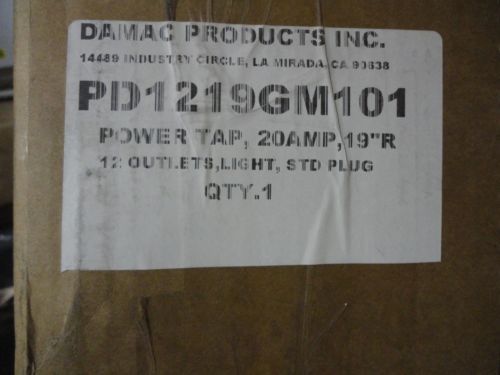 DAMAC PRODUCTS INC.
14489 INDUSTRY CIRCLE, LA MIRADA, CA 90638
PD1219GM101
POWER TAP, 20AMP,19"R
12 OUTLETS,LIGHT, STD PLUG
QTY.1